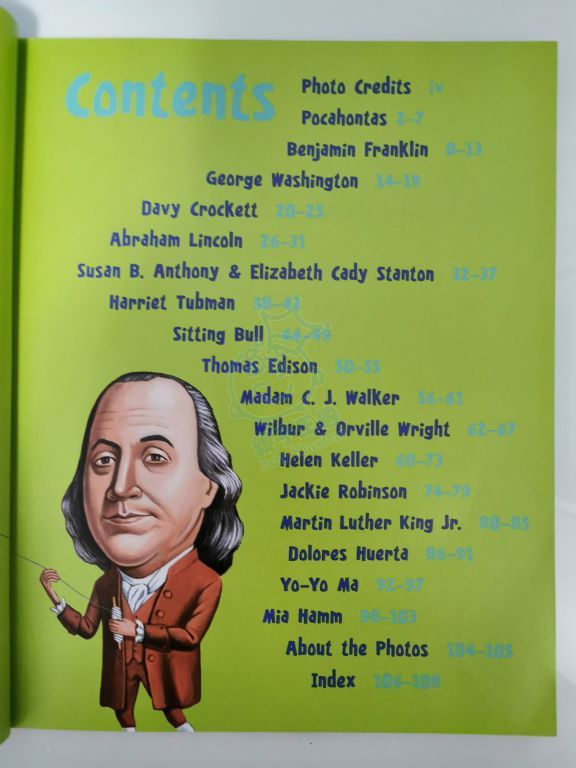 Contents
Photo Credits iv
Pocahontas 2–7
Benjamin Franklin 8–13
George Washington 14–19
Davy Crockett 20–25
Abraham Lincoln 26–31
Susan B. Anthony & Elizabeth Cady Stanton 32–37
Harriet Tubman 38–43
Sitting Bull 44–49
Thomas Edison 50–55
Madam C. J. Walker 56–61
Wilbur & Orville Wright 62–67
Helen Keller 68–73
Jackie Robinson 74–79
Martin Luther King Jr. 80–85
Dolores Huerta 86–91
Yo-Yo Ma 92–97
Mia Hamm 98–103
About the Photos 104–105
Index 106–108